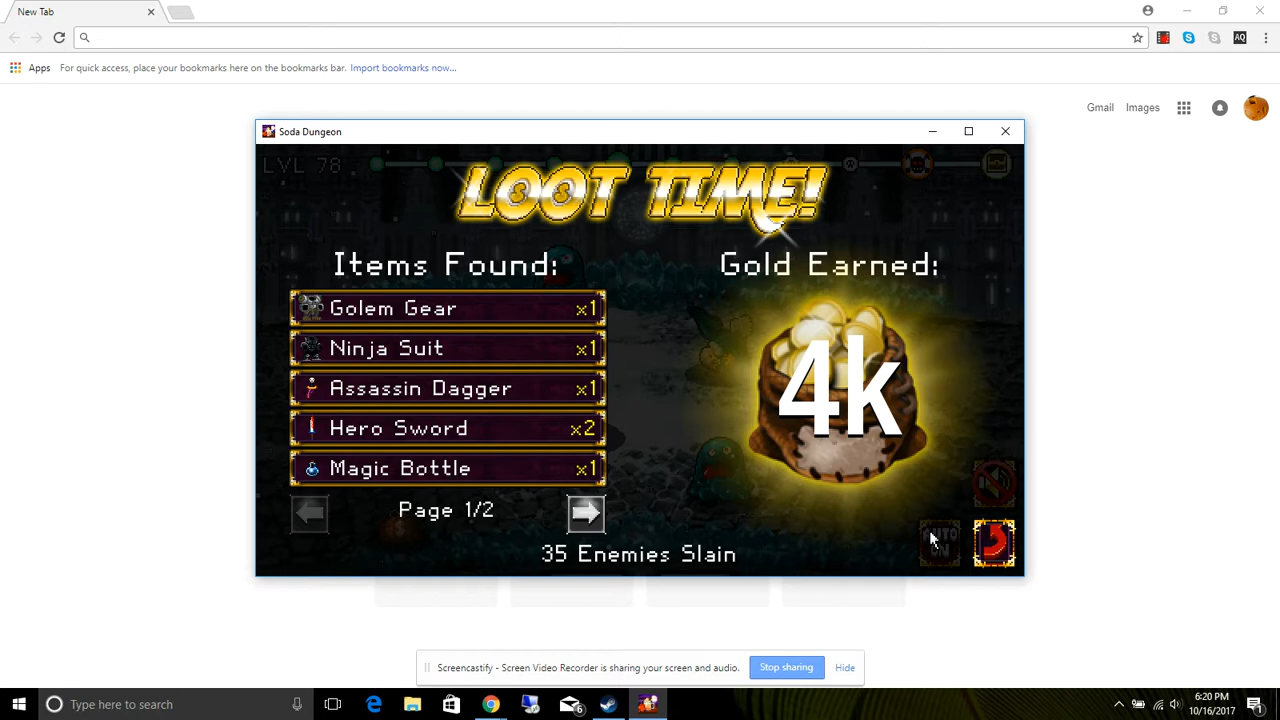 New Tab
Apps For quick access, place your bookmarks here on the bookmarks bar. Import bookmarks now...
AQ
Gmail Images
Soda Dungeon
LVL 78
LOOT TIME!
Items Found:
Gold Earned:
Golem Gear x1
Ninja Suit x1
Assassin Dagger x1
Hero Sword x2
Magic Bottle x1
4k
Page 1/2
AUTO
ON
35 Enemies Slain
Screencastify - Screen Video Recorder is sharing your screen and audio. Stop sharing Hide
Type here to search
6:20 PM
10/16/2017